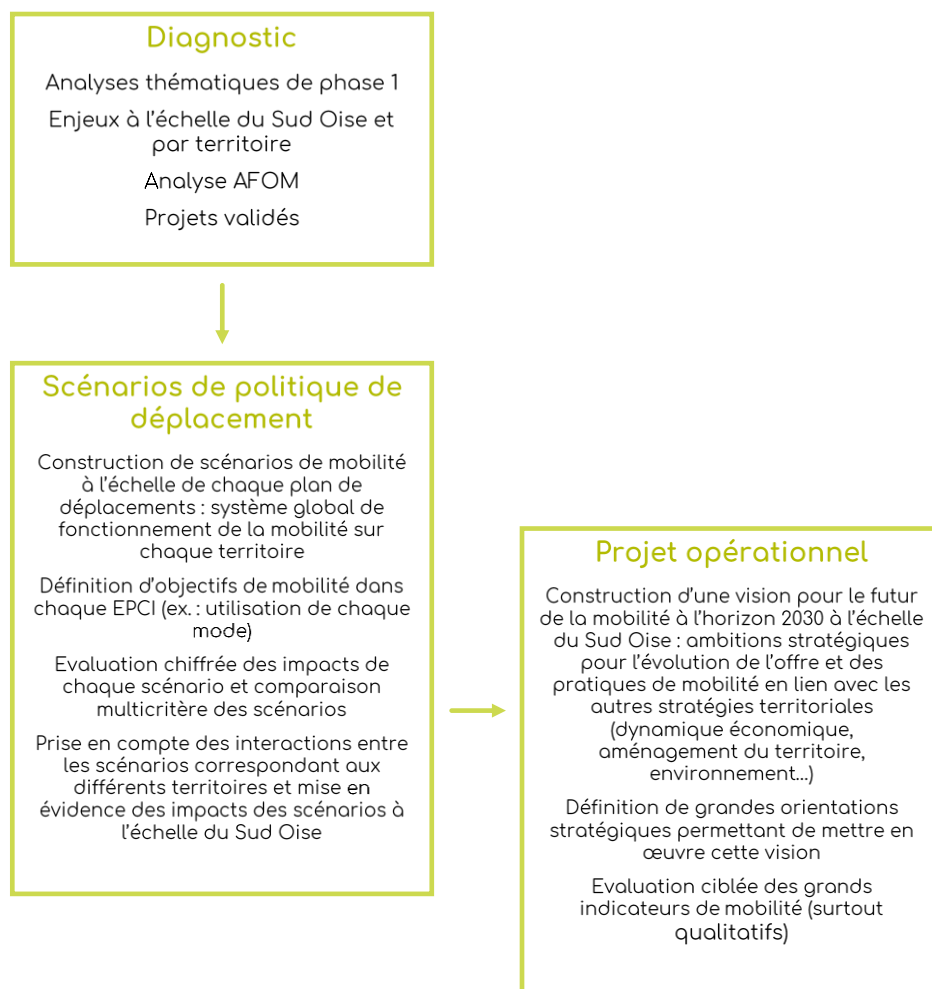 Diagnostic
Analyses thématiques de phase 1
Enjeux à l'échelle du Sud Oise et
par territoire
Analyse AFOM
Projets validés
Scénarios de politique de
déplacement
Construction de scénarios de mobilité
à l'échelle de chaque plan de
déplacements : système global de
fonctionnement de la mobilité sur
chaque territoire
Définition d'objectifs de mobilité dans
chaque EPCI (ex. : utilisation de chaque
mode)
Evaluation chiffrée des impacts de
chaque scénario et comparaison
multicritère des scénarios
Prise en compte des interactions entre
les scénarios correspondant aux
différents territoires et mise en
évidence des impacts des scénarios à
l'échelle du Sud Oise
Projet opérationnel
Construction d'une vision pour le futur
de la mobilité à l'horizon 2030 à l'échelle
du Sud Oise : ambitions stratégiques
pour l'évolution de l'offre et des
pratiques de mobilité en lien avec les
autres stratégies territoriales
(dynamique économique,
aménagement du territoire,
environnement...)
Définition de grandes orientations
stratégiques permettant de mettre en
œuvre cette vision
Evaluation ciblée des grands
indicateurs de mobilité (surtout
qualitatifs)